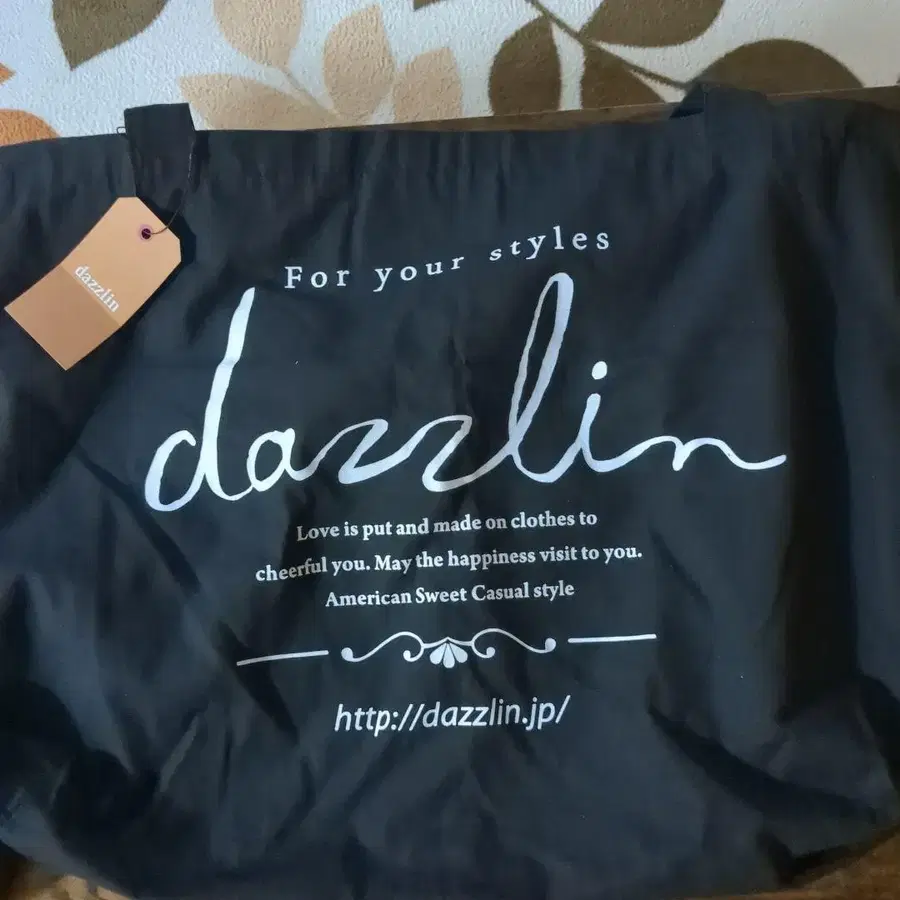 dazzlin
For your styles
dazzlin
Love is put and made on clothes to
cheerful you. May the happiness visit to you.
American Sweet Casual style
http://dazzlin.jp/